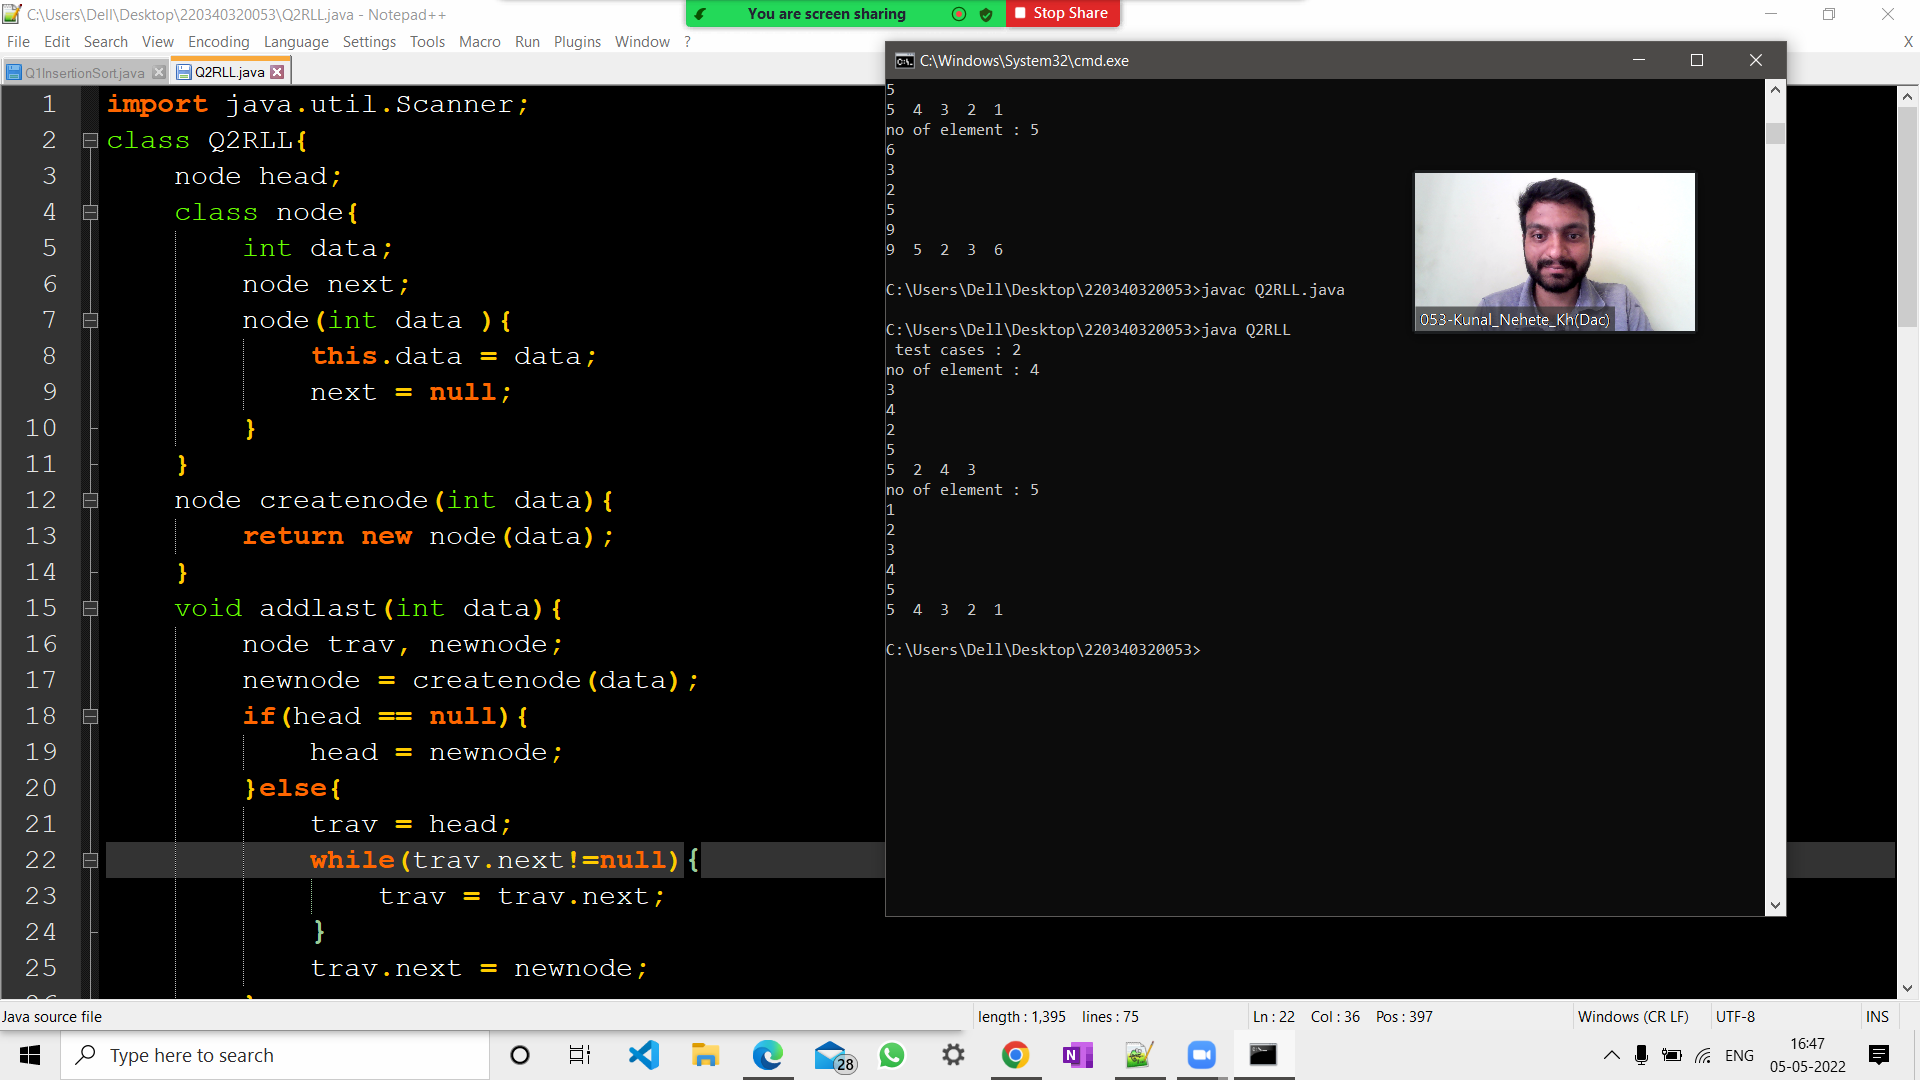 C:\Users\Dell\Desktop\220340320053\Q2RLL.java - Notepad++
You are screen sharing
Stop Share
File Edit Search View Encoding Language Settings Tools Macro Run Plugins Window ?
X
Q1InsertionSort.java
Q2RLL.java
1 import java.util.Scanner;
2 class Q2RLL{
3 node head;
4 class node{
5 int data;
6 node next;
7 node(int data ){
8 this.data = data;
9 next = null;
10 }
11 }
12 node createnode(int data){
13 return new node(data);
14 }
15 void addlast(int data){
16 node trav, newnode;
17 newnode = createnode(data);
18 if(head == null){
19 head = newnode;
20 }else{
21 trav = head;
22 while(trav.next!=null){
23 trav = trav.next;
24 }
25 trav.next = newnode;
C:\Windows\System32\cmd.exe
5
5 4 3 2 1
no of element : 5
6
3
2
5
9
9 5 2 3 6
C:\Users\Dell\Desktop\220340320053>javac Q2RLL.java
C:\Users\Dell\Desktop\220340320053>java Q2RLL
test cases : 2
no of element : 4
3
4
2
5
5 2 4 3
no of element : 5
1
2
3
4
5
5 4 3 2 1
C:\Users\Dell\Desktop\220340320053>
053-Kunal_Nehete_Kh(Dac)
Java source file
length : 1,395 lines : 75
Ln : 22 Col : 36 Pos : 397
Windows (CR LF)
UTF-8
INS
Type here to search
28
ENG
16:47
05-05-2022